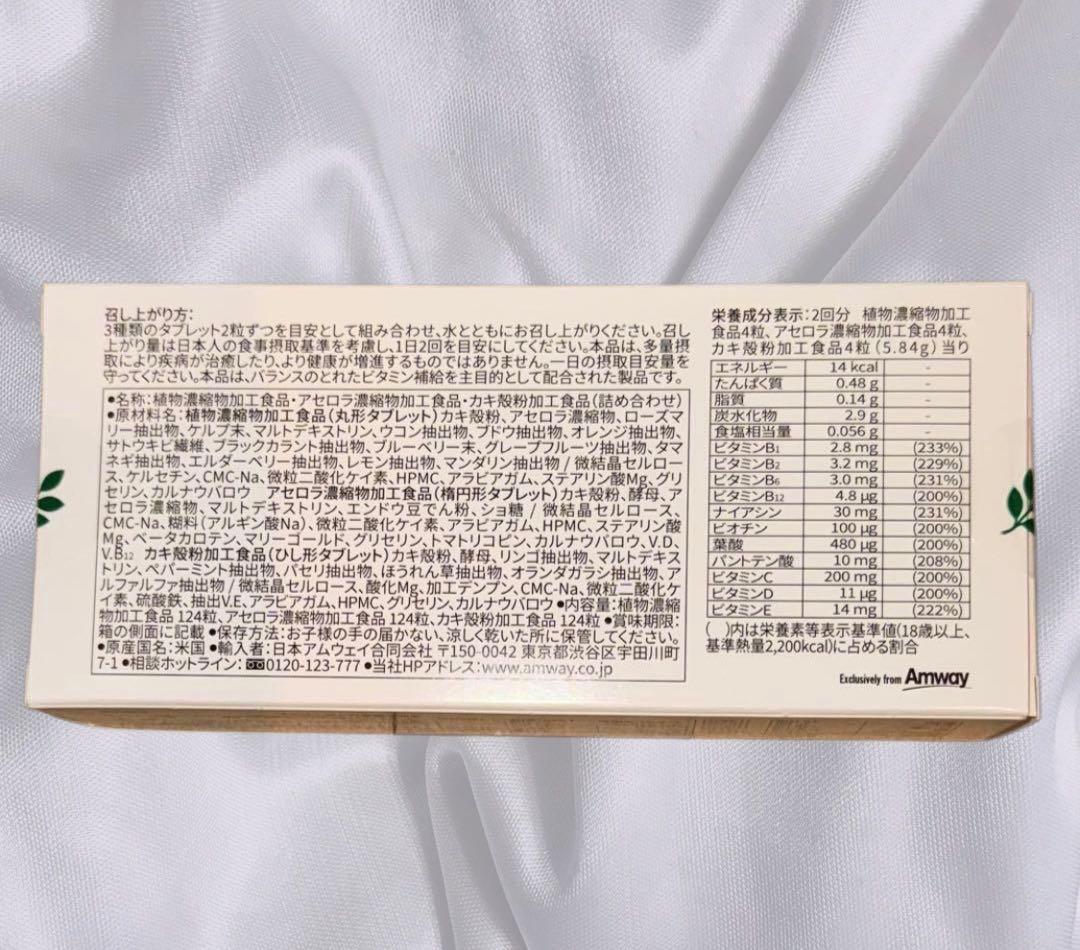 召し上がり方:
3種類のタブレット2粒ずつを目安として組み合わせ、水とともにお召し上がりください。召し
上がり量は日本人の食事摂取基準を考慮し、1日2回を目安にしてください。本品は、多量摂
取により疾病が治癒したり、より健康が増進するものではありません。一日の摂取目安量を
守ってください。本品は、バランスのとれたビタミン補給を主目的として配合された製品です。
●名称:植物濃縮物加工食品・アセロラ濃縮物加工食品・カキ殻粉加工食品(詰め合わせ)
●原材料名:植物濃縮物加工食品(丸形タブレット)カキ殻粉、アセロラ濃縮物、ローズマ
リー抽出物、ケルプ末、マルトデキストリン、ウコン抽出物、ブドウ抽出物、オレンジ抽出物、
サトウキビ繊維、ブラックカラント抽出物、ブルーベリー末、グレープフルーツ抽出物、タマ
ネギ抽出物、エルダーベリー抽出物、レモン抽出物、マンダリン抽出物 / 微結晶セルロー
ス、ケルセチン、CMC-Na、微粒二酸化ケイ素、HPMC、アラビアガム、ステアリン酸Mg、グリ
セリン、カルナウバロウ アセロラ濃縮物加工食品(楕円形タブレット)カキ殻粉、酵母、ア
セロラ濃縮物、マルトデキストリン、エンドウ豆でん粉、ショ糖 / 微結晶セルロース、
CMC-Na、糊料(アルギン酸Na)、微粒二酸化ケイ素、アラビアガム、HPMC、ステアリン酸
Mg、ベータカロテン、マリーゴールド、グリセリン、トマトリコピン、カルナウバロウ、V.D、
V.B12 カキ殻粉加工食品(ひし形タブレット)カキ殻粉、酵母、リンゴ抽出物、マルトデキス
トリン、ペパーミント抽出物、パセリ抽出物、ほうれん草抽出物、オランダガラシ抽出物、ア
ルファルファ抽出物 / 微結晶セルロース、酸化Mg、加工デンプン、CMC-Na、微粒二酸化ケ
イ素、硫酸鉄、抽出V.E、アラビアガム、HPMC、グリセリン、カルナウバロウ ●内容量:植物濃縮
物加工食品 124粒、アセロラ濃縮物加工食品 124粒、カキ殻粉加工食品 124粒 ●賞味期限:
箱の側面に記載 ●保存方法:お子様の手の届かない、涼しく乾いた所に保管してください。
●原産国名:米国 ●輸入者:日本アムウェイ合同会社 〒150-0042 東京都渋谷区宇田川町
7-1 ●相談ホットライン:0120-123-777 ●当社HPアドレス:www.amway.co.jp
栄養成分表示:2回分 植物濃縮物加工
食品4粒、アセロラ濃縮物加工食品4粒、
カキ殻粉加工食品4粒(5.84g)当り
エネルギー 14 kcal -
たんぱく質 0.48 g -
脂質 0.14 g -
炭水化物 2.9 g -
食塩相当量 0.056 g -
ビタミンB1 2.8 mg (233%)
ビタミンB2 3.2 mg (229%)
ビタミンB6 3.0 mg (231%)
ビタミンB12 4.8 μg (200%)
ナイアシン 30 mg (231%)
ビオチン 100 μg (200%)
葉酸 480 μg (200%)
パントテン酸 10 mg (208%)
ビタミンC 200 mg (200%)
ビタミンD 11 μg (200%)
ビタミンE 14 mg (222%)
( )内は栄養素等表示基準値(18歳以上、
基準熱量2,200kcal)に占める割合
Exclusively from Amway